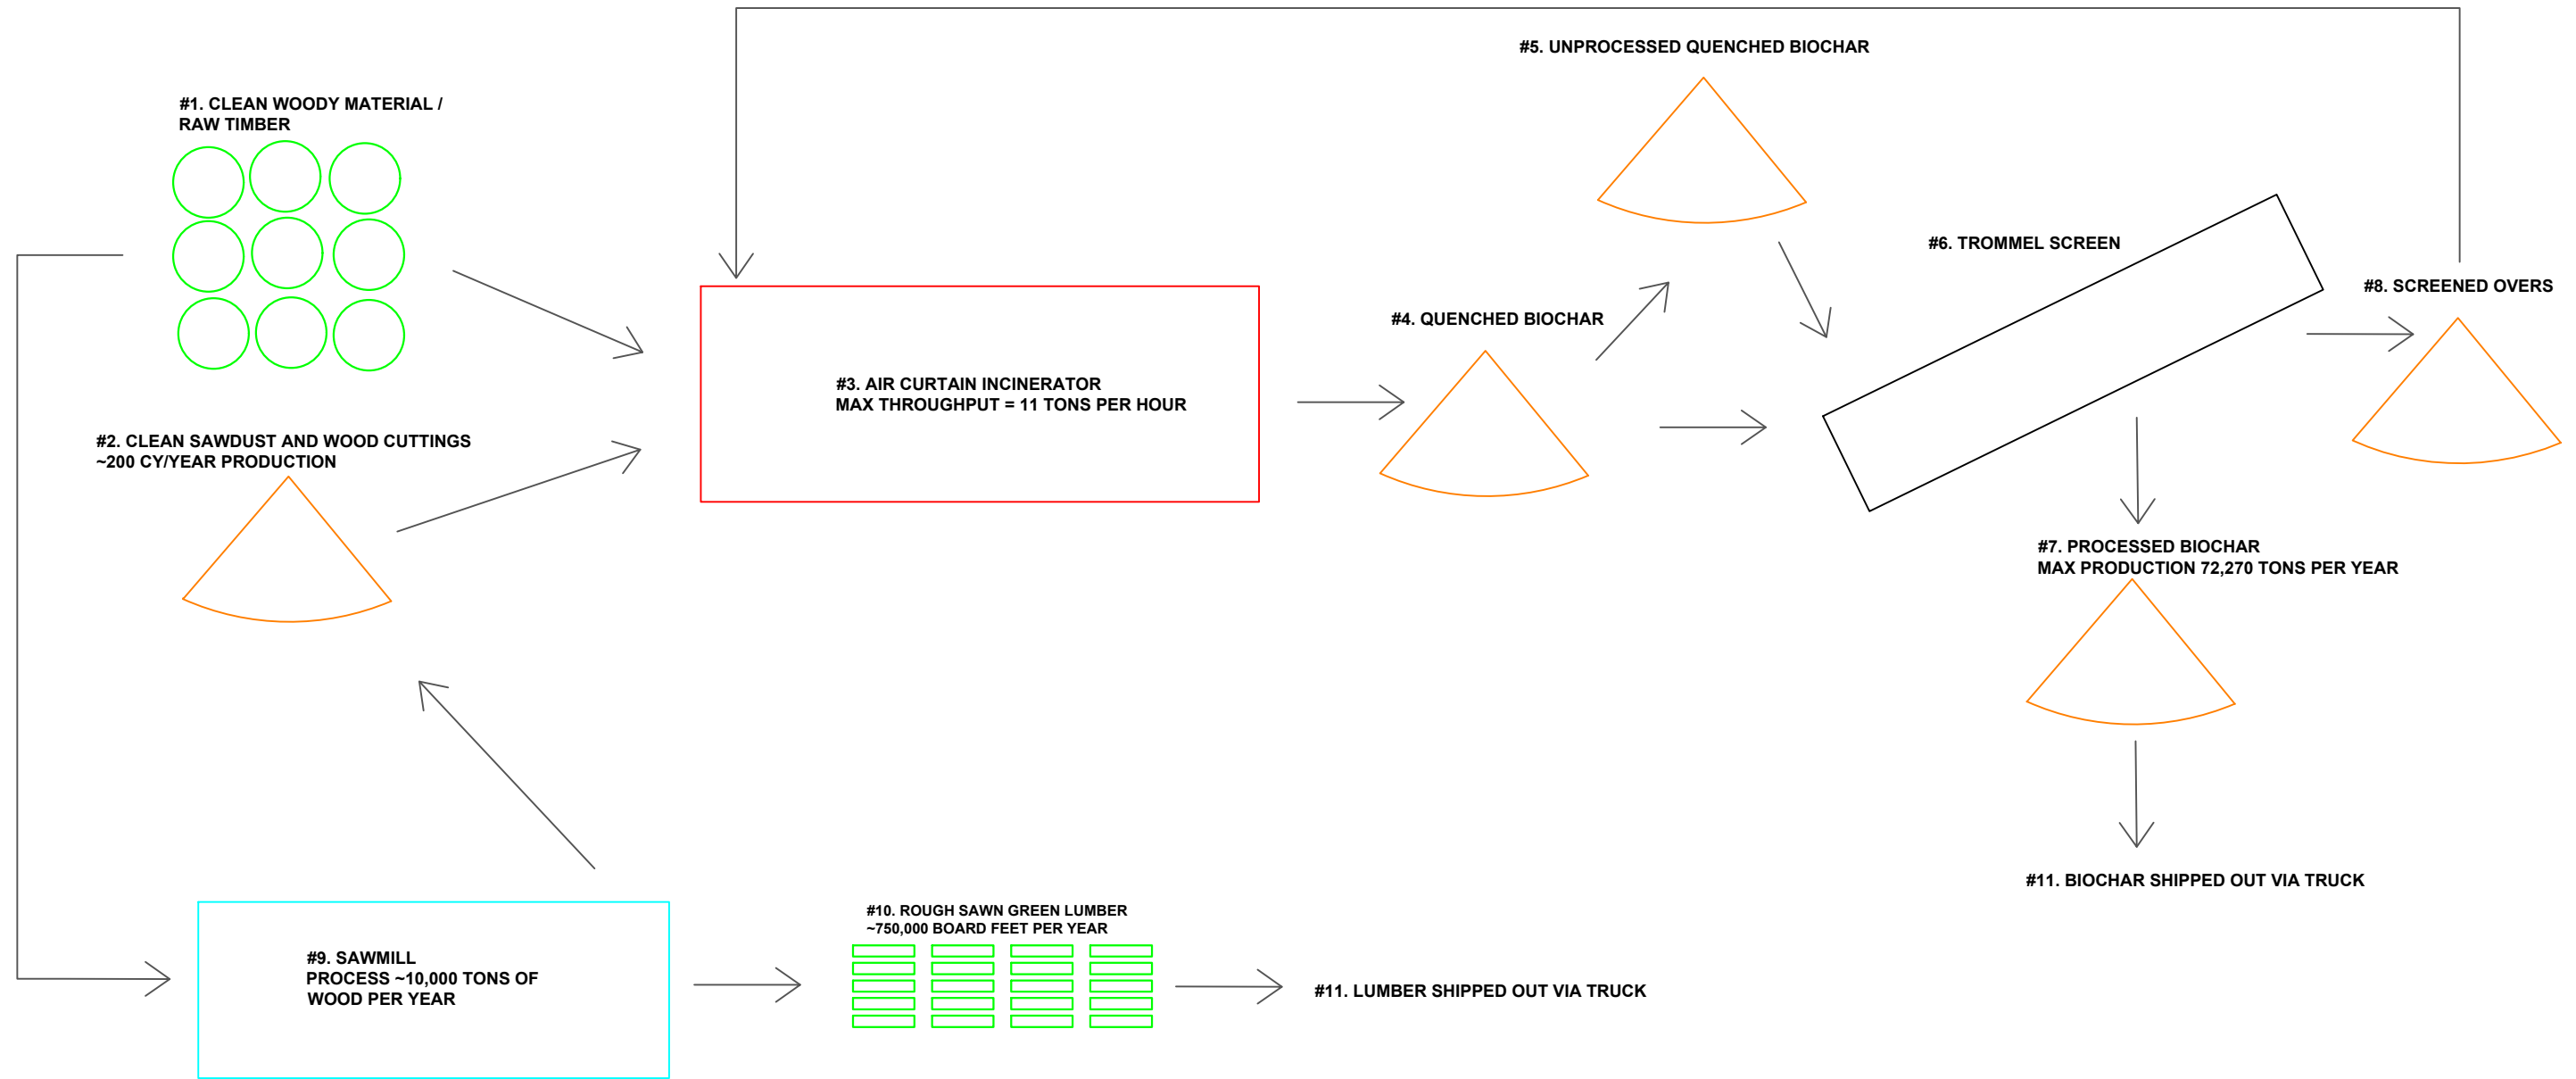 #1. CLEAN WOODY MATERIAL /
RAW TIMBER
#2. CLEAN SAWDUST AND WOOD CUTTINGS
~200 CY/YEAR PRODUCTION
#3. AIR CURTAIN INCINERATOR
MAX THROUGHPUT = 11 TONS PER HOUR
#4. QUENCHED BIOCHAR
#5. UNPROCESSED QUENCHED BIOCHAR
#6. TROMMEL SCREEN
#7. PROCESSED BIOCHAR
MAX PRODUCTION 72,270 TONS PER YEAR
#8. SCREENED OVERS
#9. SAWMILL
PROCESS ~10,000 TONS OF
WOOD PER YEAR
#10. ROUGH SAWN GREEN LUMBER
~750,000 BOARD FEET PER YEAR
#11. LUMBER SHIPPED OUT VIA TRUCK
#11. BIOCHAR SHIPPED OUT VIA TRUCK